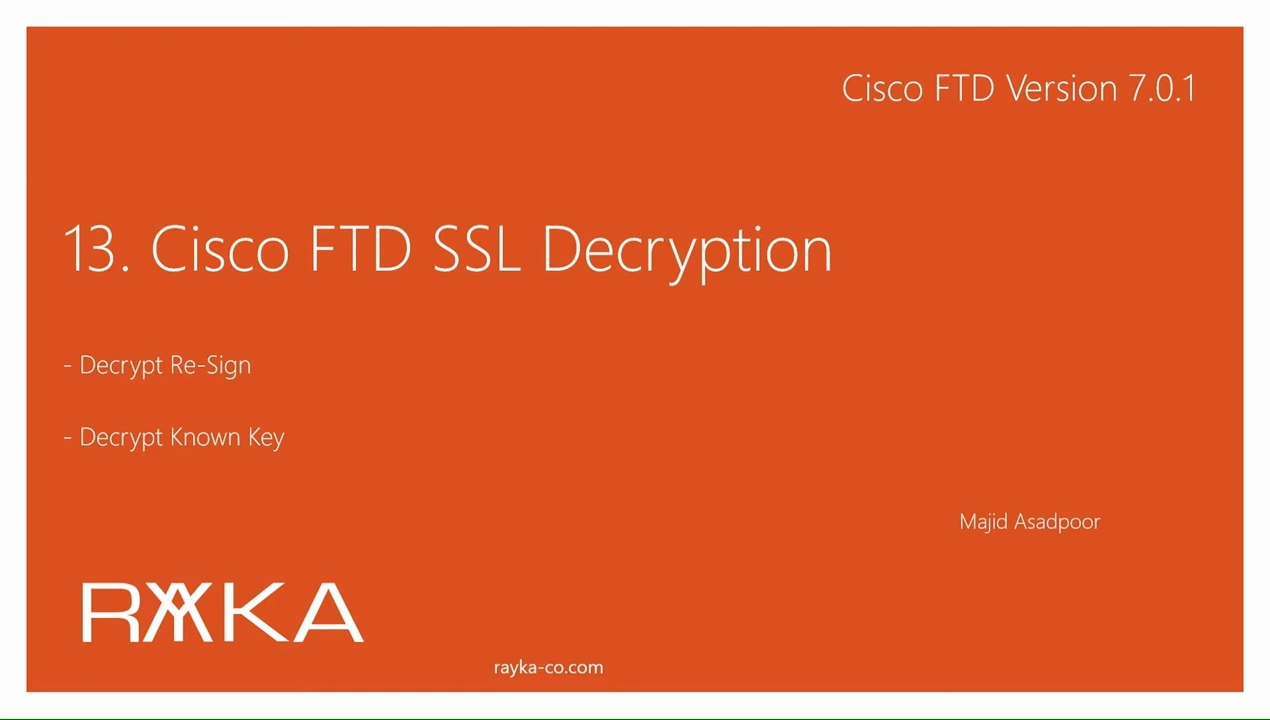 Cisco FTD Version 7.0.1
13. Cisco FTD SSL Decryption
- Decrypt Re-Sign
- Decrypt Known Key
Majid Asadpoor
RAYKA
rayka-co.com